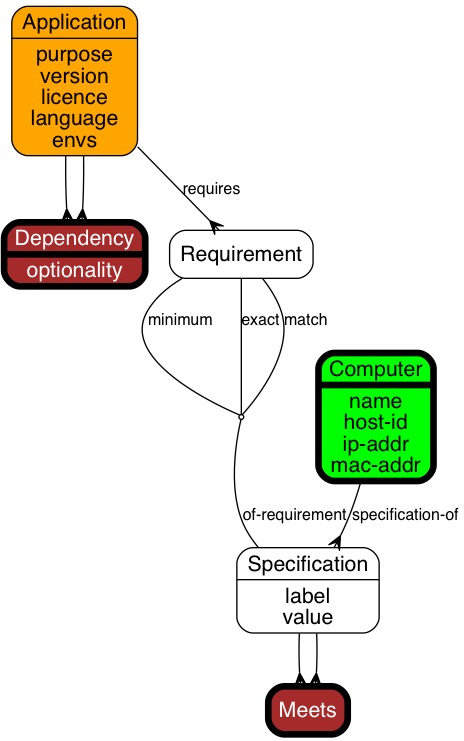 Application
purpose
version
licence
language
envs
requires
Dependency
optionality
Requirement
minimum
exact
match
Computer
name
host-id
ip-addr
mac-addr
of-requirement
specification-of
Specification
label
value
Meets